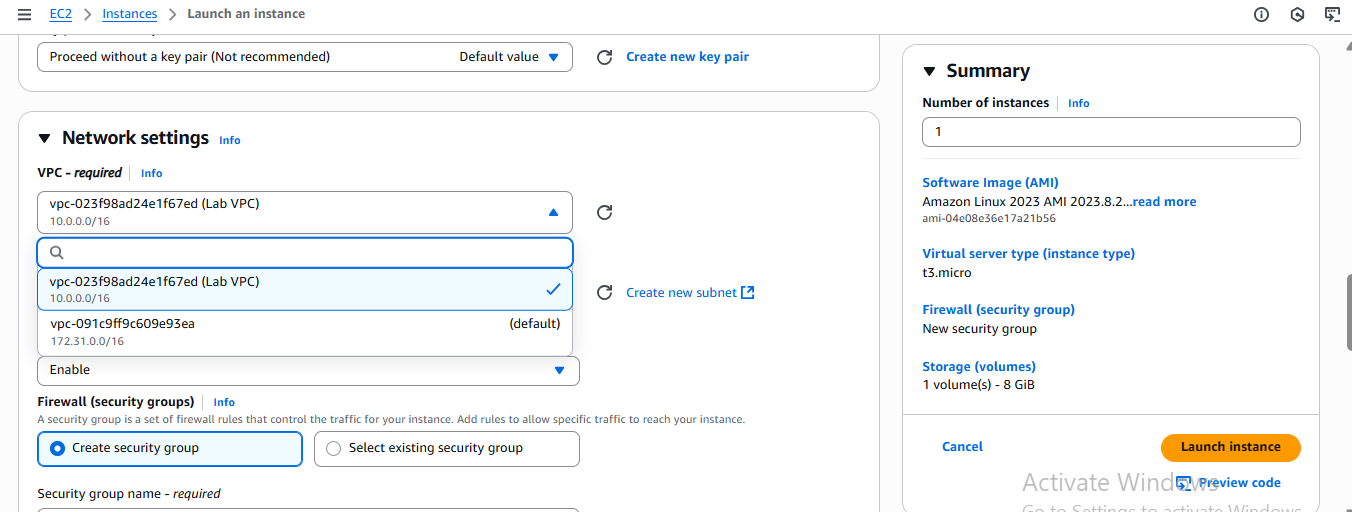 EC2 > Instances > Launch an instance
Proceed without a key pair (Not recommended) Default value
Create new key pair
Network settings Info
VPC - required Info
vpc-023f98ad24e1f67ed (Lab VPC)
10.0.0.0/16
vpc-023f98ad24e1f67ed (Lab VPC)
10.0.0.0/16
Create new subnet
vpc-091c9ff9c609e93ea (default)
172.31.0.0/16
Enable
Firewall (security groups) Info
A security group is a set of firewall rules that control the traffic for your instance. Add rules to allow specific traffic to reach your instance.
Create security group
Select existing security group
Security group name - required
Summary
Number of instances Info
1
Software Image (AMI)
Amazon Linux 2023 AMI 2023.8.2...read more
ami-04e08e36e17a21b56
Virtual server type (instance type)
t3.micro
Firewall (security group)
New security group
Storage (volumes)
1 volume(s) - 8 GiB
Cancel
Launch instance
Preview code
Activate Windows
Go to Settings to activate Windows